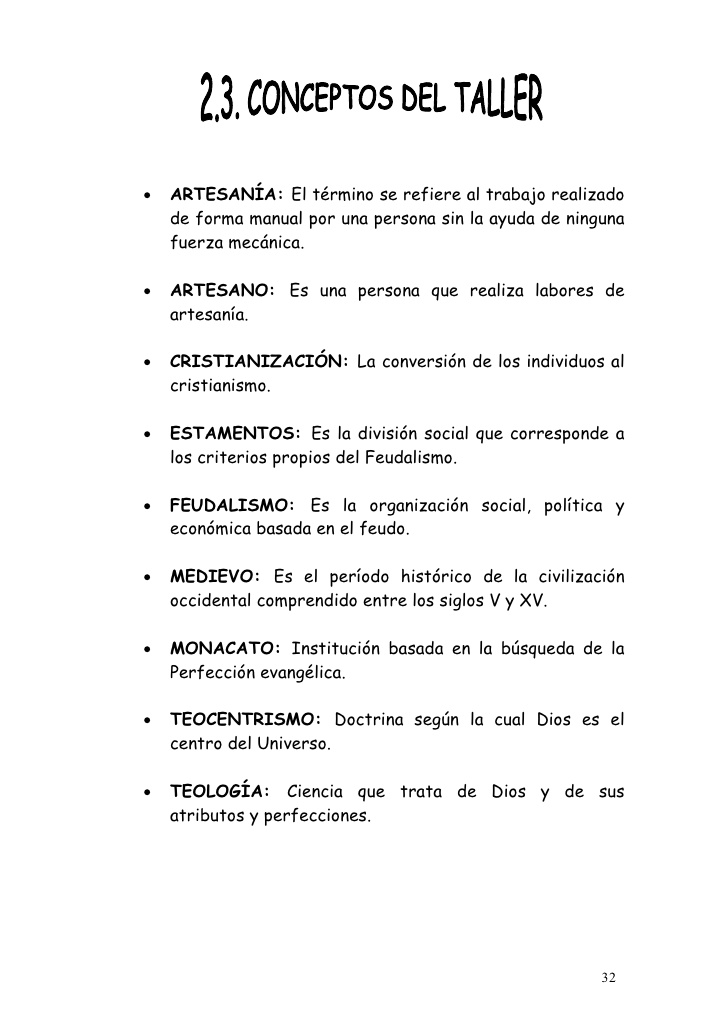 2.3. CONCEPTOS DEL TALLER
• ARTESANÍA: El término se refiere al trabajo realizado
de forma manual por una persona sin la ayuda de ninguna
fuerza mecánica.
• ARTESANO: Es una persona que realiza labores de
artesanía.
• CRISTIANIZACIÓN: La conversión de los individuos al
cristianismo.
• ESTAMENTOS: Es la división social que corresponde a
los criterios propios del Feudalismo.
• FEUDALISMO: Es la organización social, política y
económica basada en el feudo.
• MEDIEVO: Es el período histórico de la civilización
occidental comprendido entre los siglos V y XV.
• MONACATO: Institución basada en la búsqueda de la
Perfección evangélica.
• TEOCENTRISMO: Doctrina según la cual Dios es el
centro del Universo.
• TEOLOGÍA: Ciencia que trata de Dios y de sus
atributos y perfecciones.
32